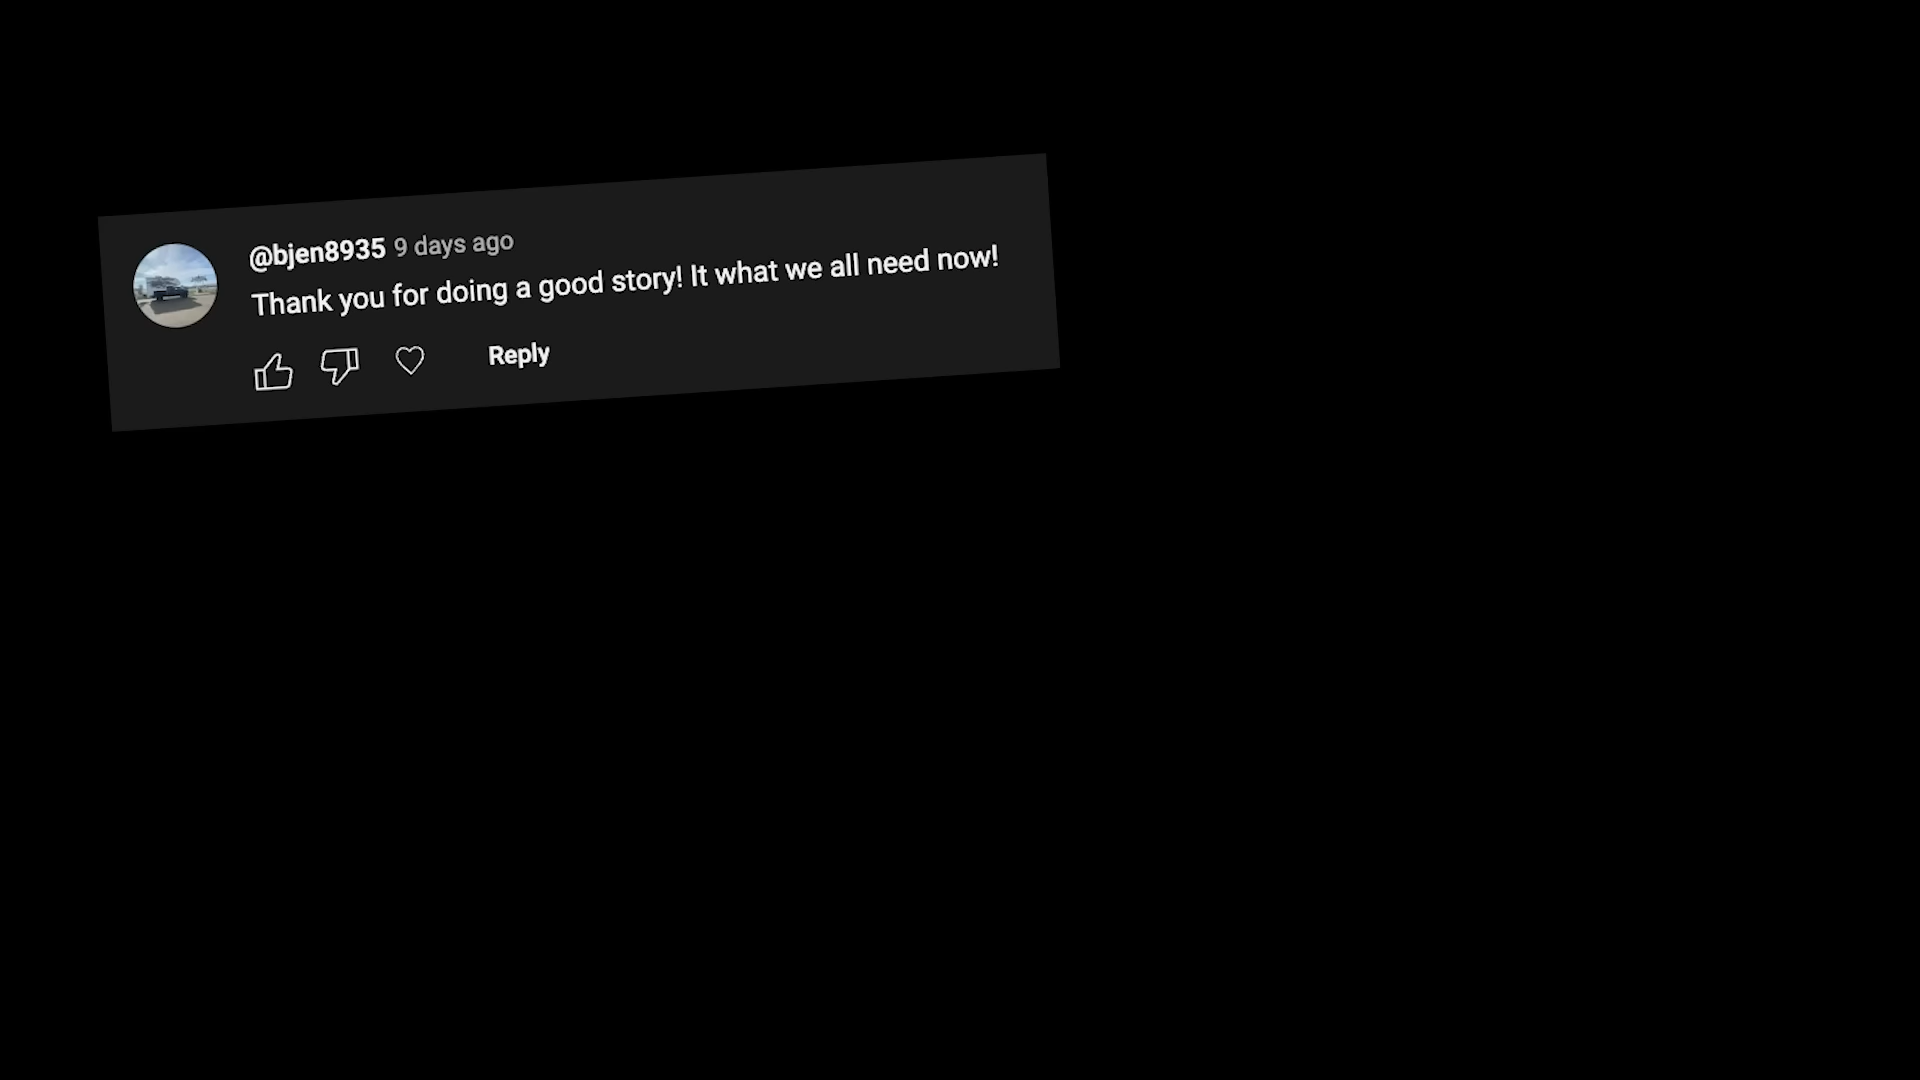 @bjen8935 9 days ago
Thank you for doing a good story! It what we all need now!
Reply